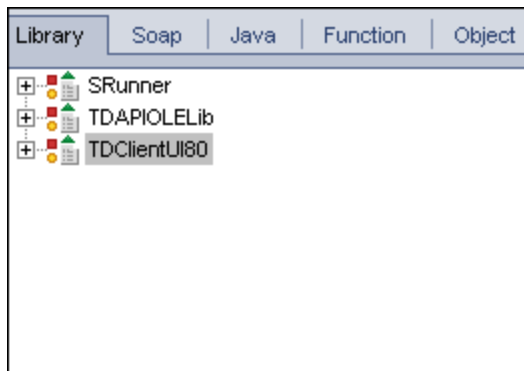 Library Soap Java Function Object
SRunner
TDAPIOLELib
TDClientUI80